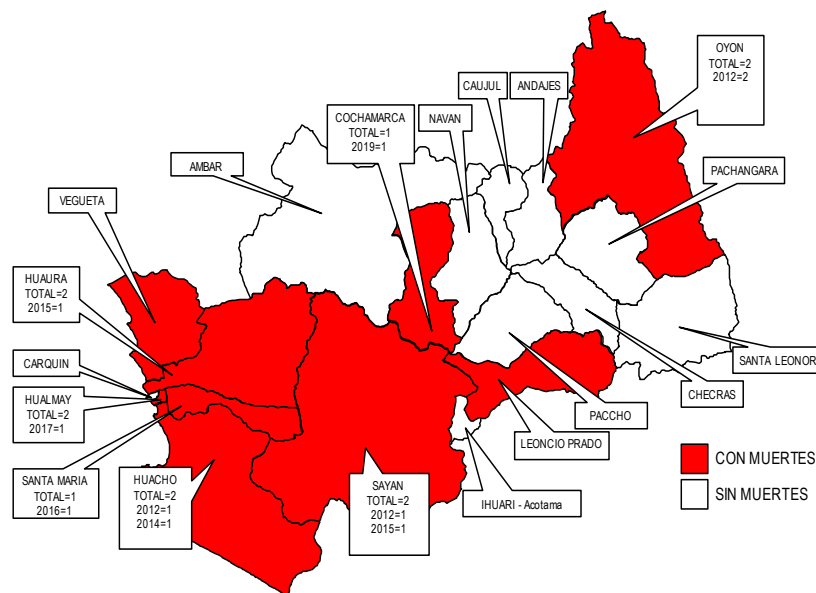 OYON
TOTAL=2
2012=2
CAUJUL
ANDAJES
COCHAMARCA
TOTAL=1
2019=1
NAVAN
AMBAR
PACHANGARA
VEGUETA
HUAURA
TOTAL=2
2015=1
CARQUIN
HUALMAY
TOTAL=2
2017=1
SANTA MARIA
TOTAL=1
2016=1
HUACHO
TOTAL=2
2012=1
2014=1
SAYAN
TOTAL=2
2012=1
2015=1
IHUARI - Acotama
LEONCIO PRADO
PACCHO
CHECRAS
SANTA LEONOR
CON MUERTES
SIN MUERTES